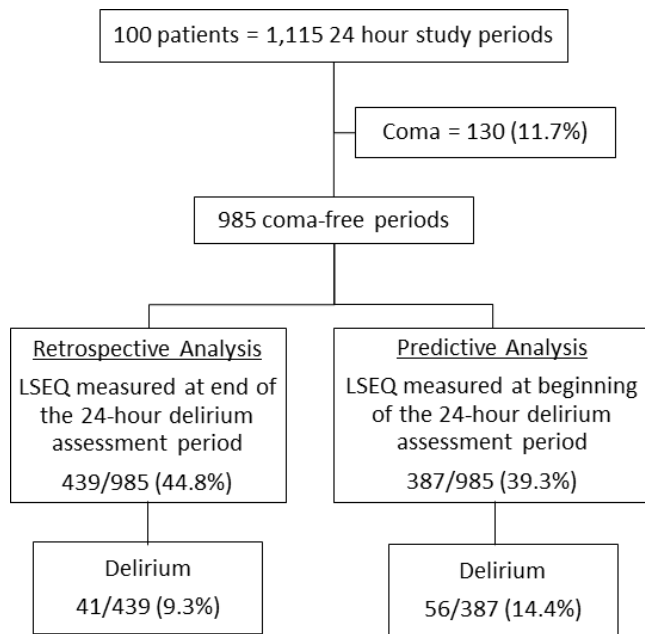 100 patients = 1,115 24 hour study periods
Coma = 130 (11.7%)
985 coma-free periods
Retrospective Analysis
LSEQ measured at end of
the 24-hour delirium
assessment period
439/985 (44.8%)
Predictive Analysis
LSEQ measured at beginning
of the 24-hour delirium
assessment period
387/985 (39.3%)
Delirium
41/439 (9.3%)
Delirium
56/387 (14.4%)